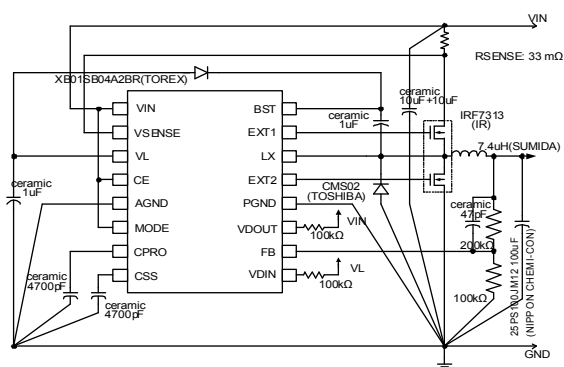 VIN
RSENSE: 33 mΩ
XB01SB04A2BR(TOREX)
ceramic
10uF+10uF
IRF7313
(IR)
VIN
BST
ceramic
1uF
VSENSE
EXT1
7.4uH(SUMIDA)
VL
LX
ceramic
1uF
CE
EXT2
CMS02
(TOSHIBA)
AGND
PGND
ceramic
47pF
MODE
VDOUT
VIN
100kΩ
200kΩ
CPRO
FB
ceramic
4700pF
CSS
VDIN
VL
100kΩ
100kΩ
ceramic
4700pF
25PS100JM12 100uF
(NIPPON CHEMI-CON)
GND